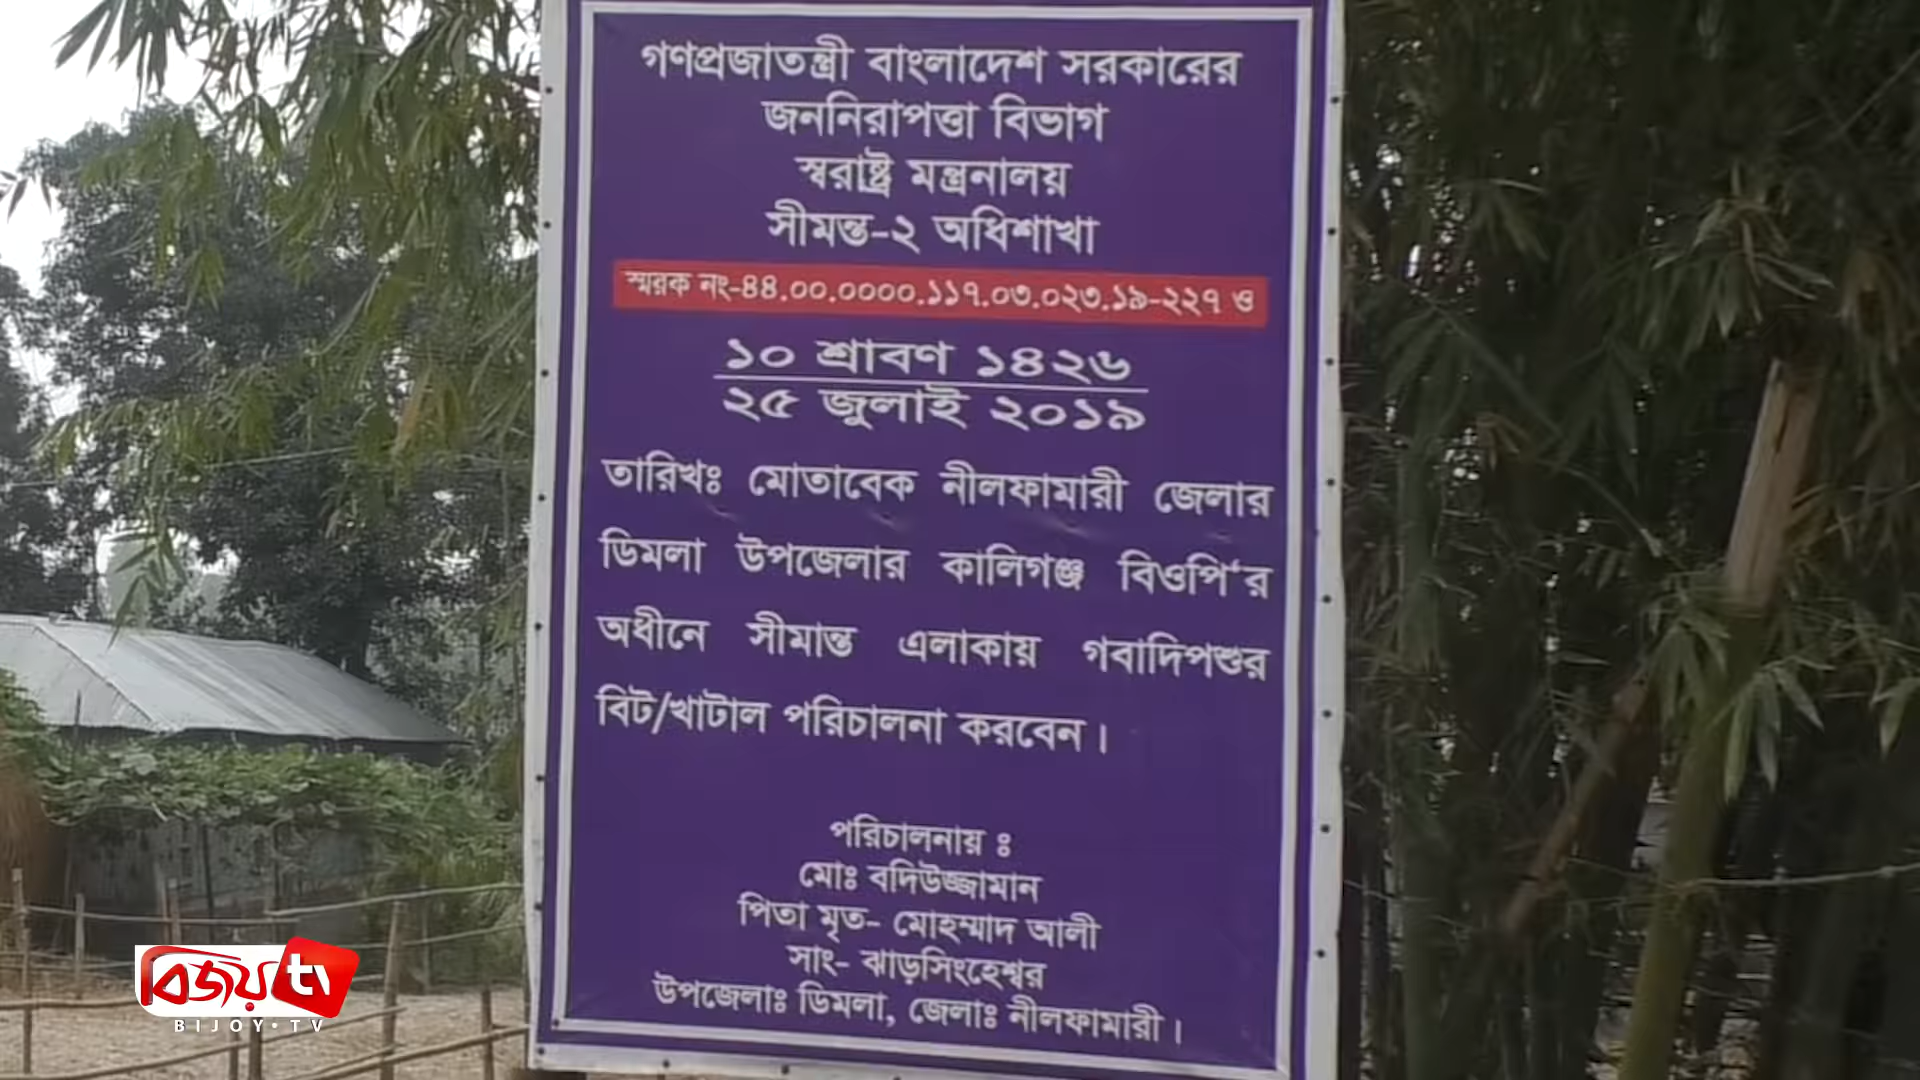 গণপ্রজাতন্ত্রী বাংলাদেশ সরকারের
জননিরাপত্তা বিভাগ
স্বরাষ্ট্র মন্ত্রনালয়
সীমন্ত-২ অধিশাখা
স্মরক নং-৪৪.০০.০০০০.১১৭.০৩.০২৩.১৯-২২৭ ও
১০ শ্রাবণ ১৪২৬
২৫ জুলাই ২০১৯
তারিখঃ মোতাবেক নীলফামারী জেলার
ডিমলা উপজেলার কালিগঞ্জ বিওপি‘র
অধীনে সীমান্ত এলাকায় গবাদিপশুর
বিট/খাটাল পরিচালনা করবেন।
পরিচালনায় ঃ
মোঃ বদিউজ্জামান
পিতা মৃত- মোহম্মাদ আলী
সাং- ঝাড়সিংহেশ্বর
উপজেলাঃ ডিমলা, জেলাঃ নীলফামারী।
বিজয় tv
BIJOY•TV